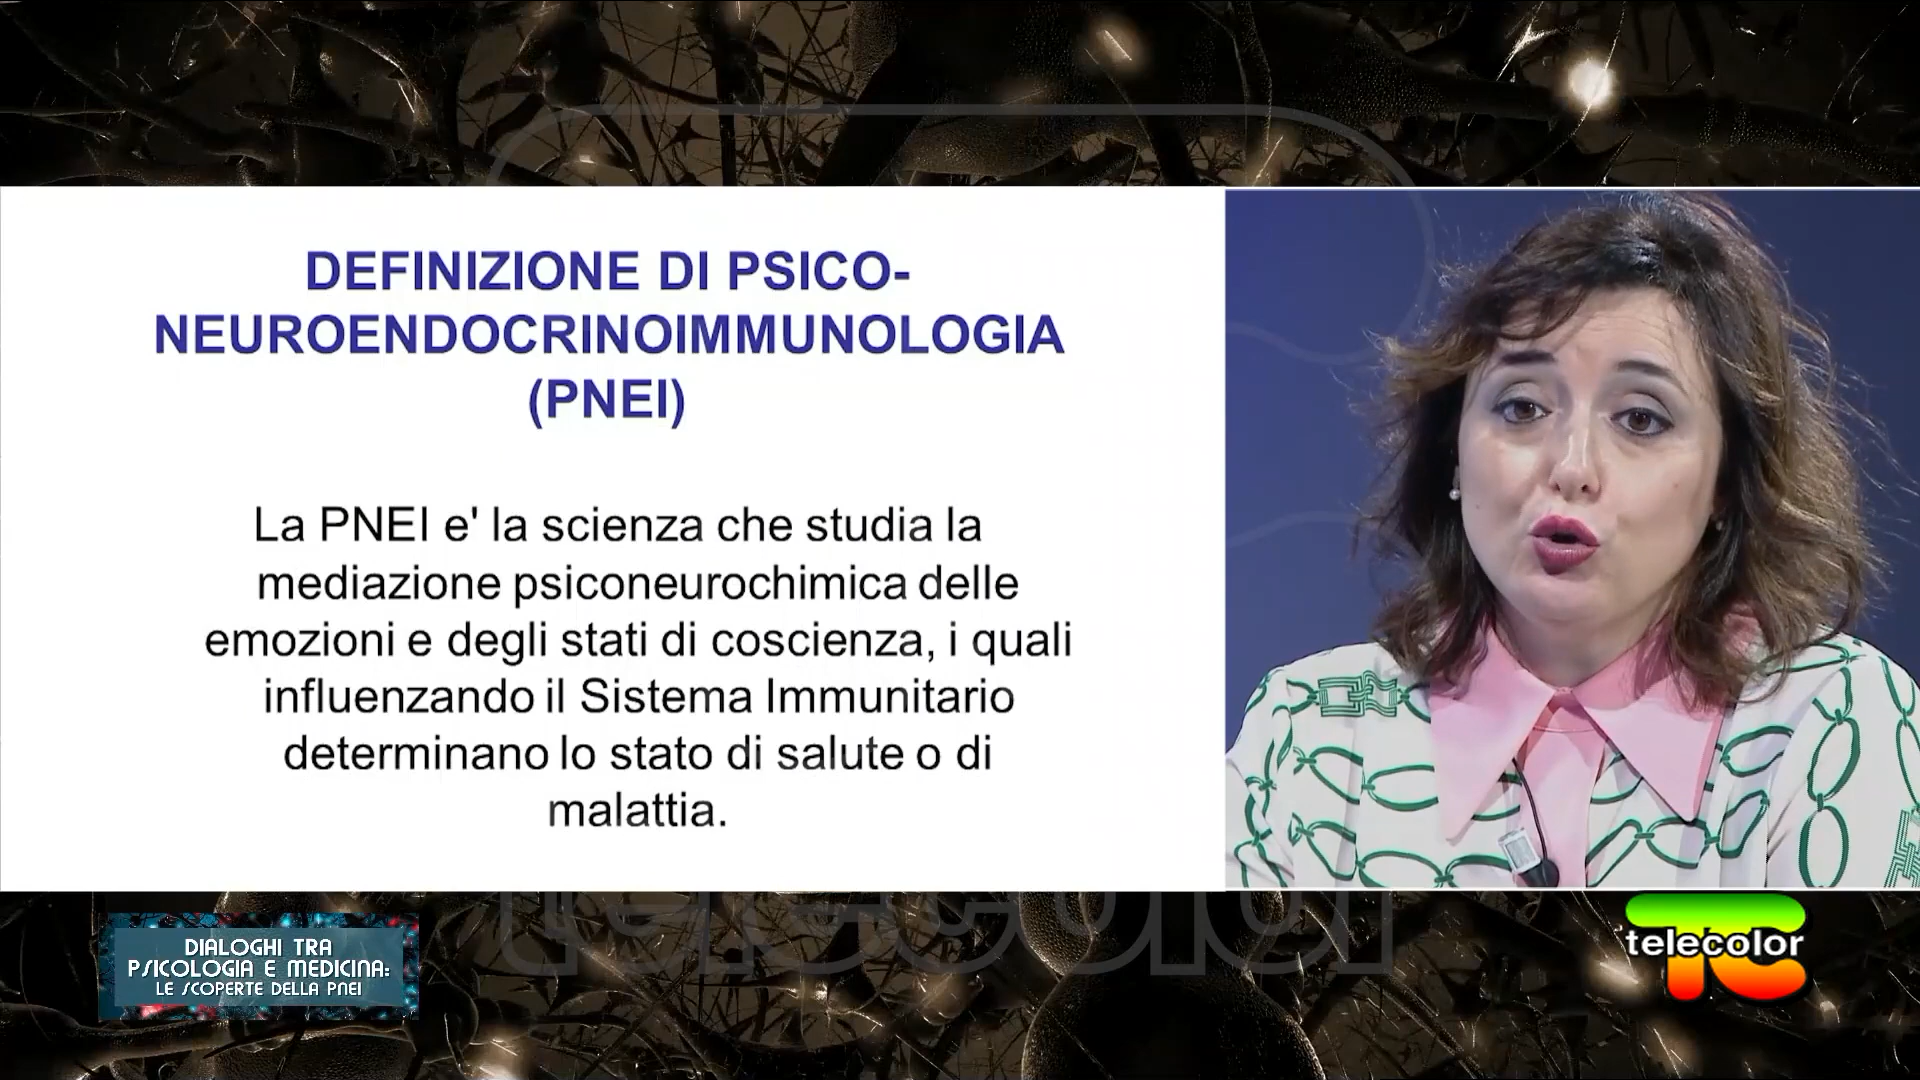 DEFINIZIONE DI PSICO-
NEUROENDOCRINOIMMUNOLOGIA
(PNEI)
La PNEI e' la scienza che studia la
mediazione psiconeurochimica delle
emozioni e degli stati di coscienza, i quali
influenzando il Sistema Immunitario
determinano lo stato di salute o di
malattia.
DIALOGHI TRA
PSICOLOGIA E MEDICINA:
LE SCOPERTE DELLA PNEI
telecolor
TC
telecolor